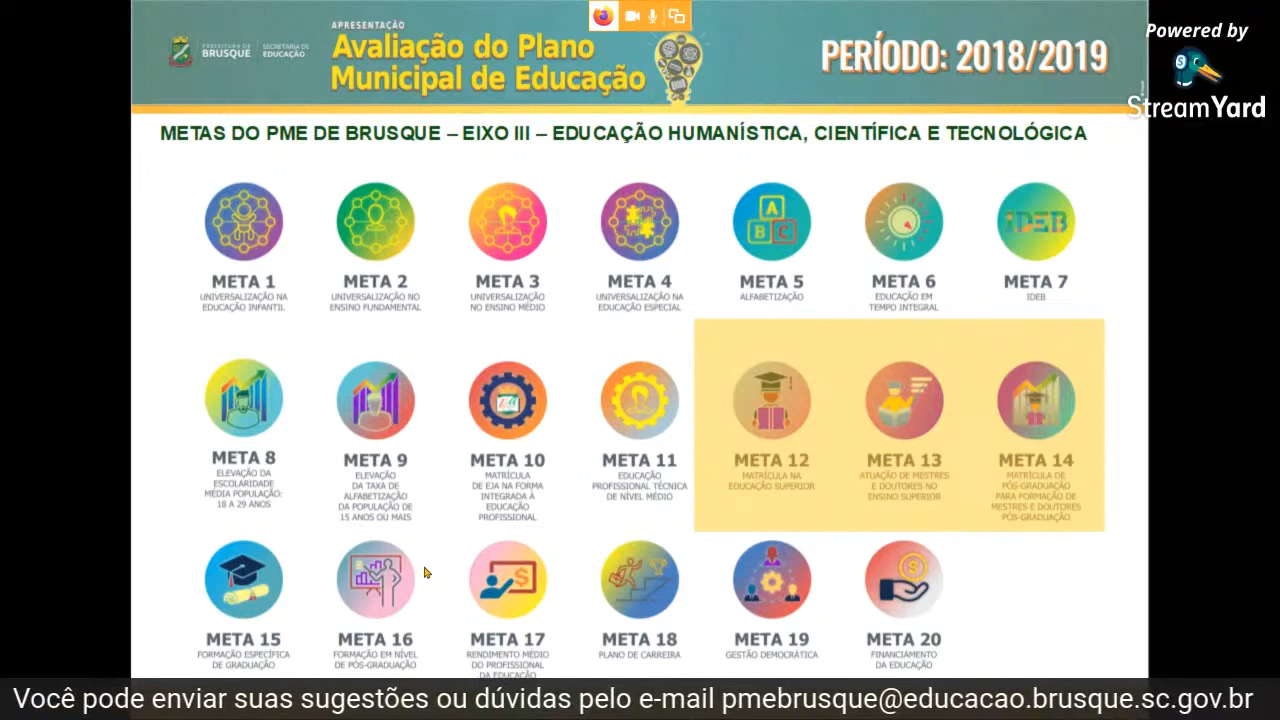 APRESENTAÇÃO
PREFEITURA DE
BRUSQUE
SECRETARIA DE
EDUCAÇÃO
Avaliação do Plano
Municipal de Educação
PERÍODO: 2018/2019
Powered by
StreamYard
METAS DO PME DE BRUSQUE – EIXO III – EDUCAÇÃO HUMANÍSTICA, CIENTÍFICA E TECNOLÓGICA
A
B C
IDEB
META 1
UNIVERSALIZAÇÃO NA
EDUCAÇÃO INFANTIL
META 2
UNIVERSALIZAÇÃO NO
ENSINO FUNDAMENTAL
META 3
UNIVERSALIZAÇÃO
NO ENSINO MÉDIO
META 4
UNIVERSALIZAÇÃO NA
EDUCAÇÃO ESPECIAL
META 5
ALFABETIZAÇÃO
META 6
EDUCAÇÃO EM
TEMPO INTEGRAL
META 7
IDEB
META 8
ELEVAÇÃO DA
ESCOLARIDADE
MÉDIA POPULAÇÃO:
18 A 29 ANOS
META 9
ELEVAÇÃO
DA TAXA DE
ALFABETIZAÇÃO
DA POPULAÇÃO DE
15 ANOS OU MAIS
META 10
MATRÍCULA
DE EJA NA FORMA
INTEGRADA À
EDUCAÇÃO
PROFISSIONAL
META 11
EDUCAÇÃO
PROFISSIONAL TÉCNICA
DE NÍVEL MÉDIO
META 12
MATRÍCULA NA
EDUCAÇÃO SUPERIOR
META 13
ATUAÇÃO DE MESTRES
E DOUTORES NO
ENSINO SUPERIOR
META 14
MATRÍCULA DE
PÓS-GRADUAÇÃO
PARA FORMAÇÃO DE
MESTRES E DOUTORES
PÓS-GRADUAÇÃO
META 15
FORMAÇÃO ESPECÍFICA
DE GRADUAÇÃO
META 16
FORMAÇÃO EM NÍVEL
DE PÓS-GRADUAÇÃO
META 17
RENDIMENTO MÉDIO
DO PROFISSIONAL
DA EDUCAÇÃO
META 18
PLANO DE CARREIRA
META 19
GESTÃO DEMOCRÁTICA
META 20
FINANCIAMENTO
DA EDUCAÇÃO
Você pode enviar suas sugestões ou dúvidas pelo e-mail pmebrusque@educacao.brusque.sc.gov.br